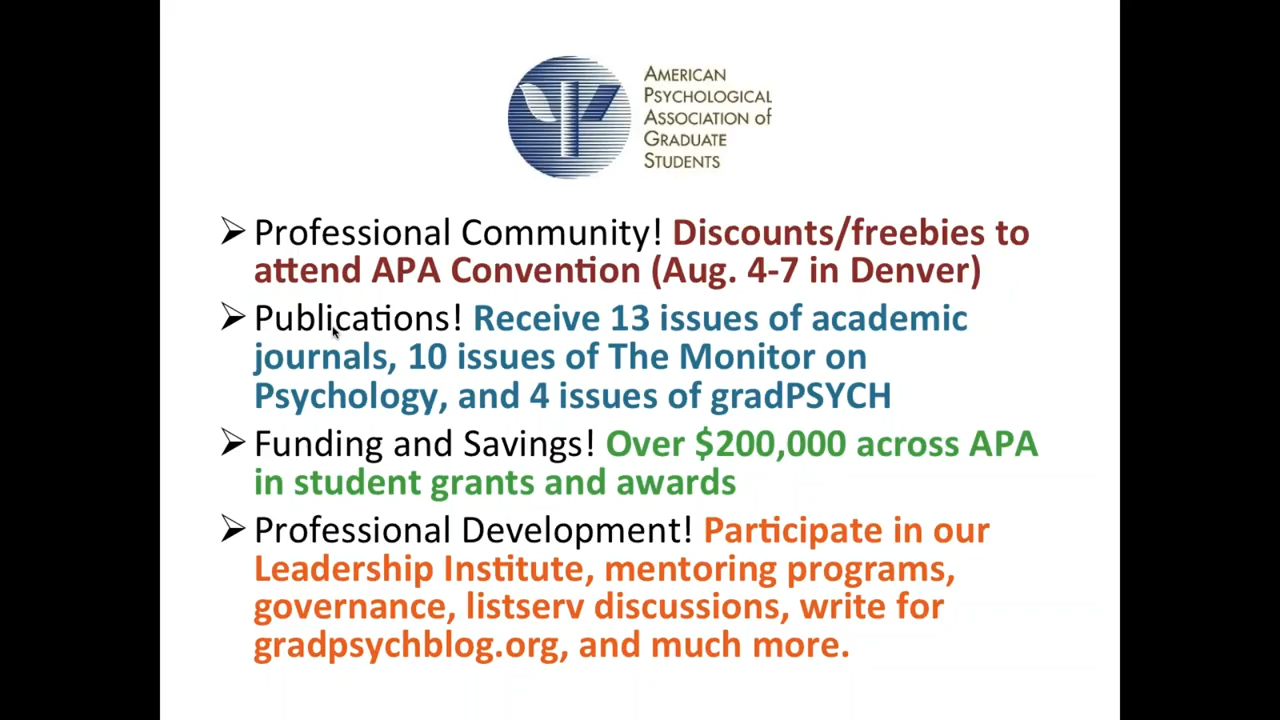 AMERICAN
PSYCHOLOGICAL
ASSOCIATION of
GRADUATE
STUDENTS
➢ Professional Community! Discounts/freebies to
attend APA Convention (Aug. 4-7 in Denver)
➢ Publications! Receive 13 issues of academic
journals, 10 issues of The Monitor on
Psychology, and 4 issues of gradPSYCH
➢ Funding and Savings! Over $200,000 across APA
in student grants and awards
➢ Professional Development! Participate in our
Leadership Institute, mentoring programs,
governance, listserv discussions, write for
gradpsychblog.org, and much more.